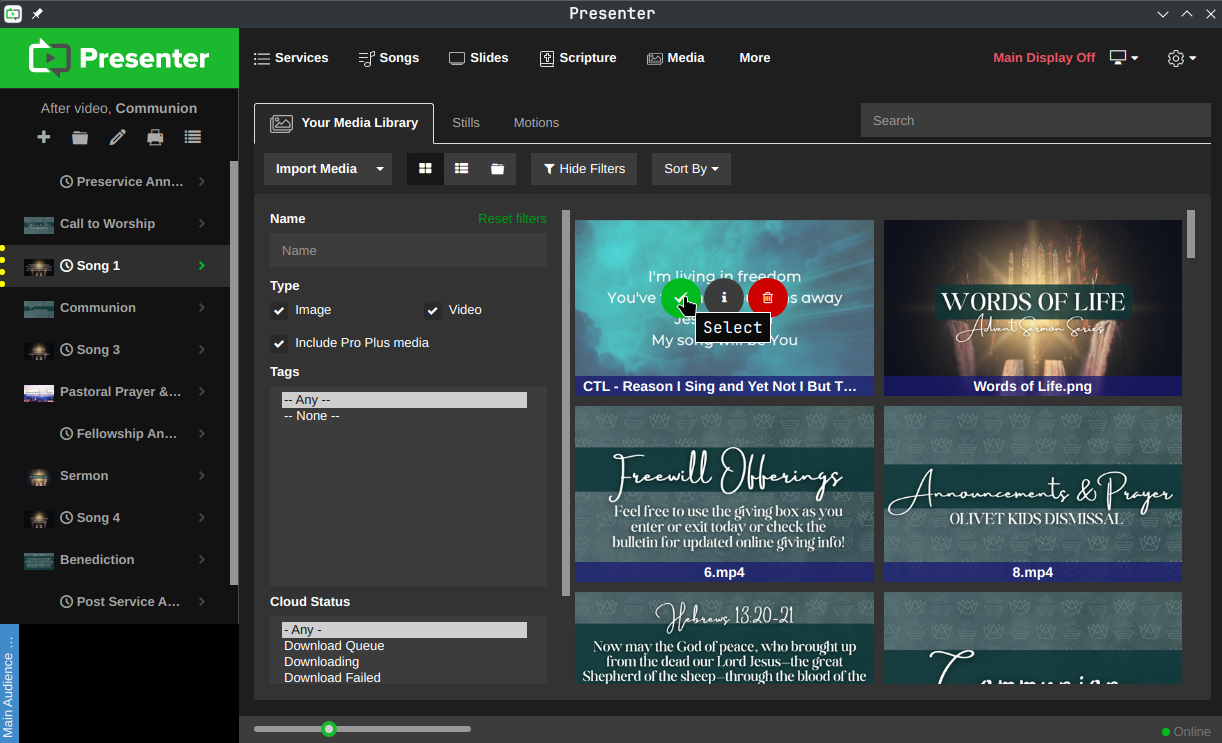 Presenter
Presenter
Services
Songs
Slides
Scripture
Media
More
Main Display Off
After video, Communion
Preservice Ann...
Call to Worship
Song 1
Communion
Song 3
Pastoral Prayer &...
Fellowship An...
Sermon
Song 4
Benediction
Post Service A...
Main Audience ...
Your Media Library
Stills
Motions
Search
Import Media
Hide Filters
Sort By
Name
Reset filters
Name
Type
Image
Video
Include Pro Plus media
Tags
-- Any --
-- None --
Cloud Status
- Any -
Download Queue
Downloading
Download Failed
I'm living in freedom
You've
as away
My song will be You
Select
CTL - Reason I Sing and Yet Not I But T...
WORDS OF LIFE
Advent Sermon Series
Words of Life.png
Freewill Offerings
Feel free to use the giving box as you
enter or exit today or check the
bulletin for updated online giving info!
6.mp4
Announcements & Prayer
OLIVET KIDS DISMISSAL
8.mp4
Hebrews 13:20-21
Now may the God of peace, who brought up
from the dead our Lord Jesus—the great
Shepherd of the sheep—through the blood of the
Communion
Online